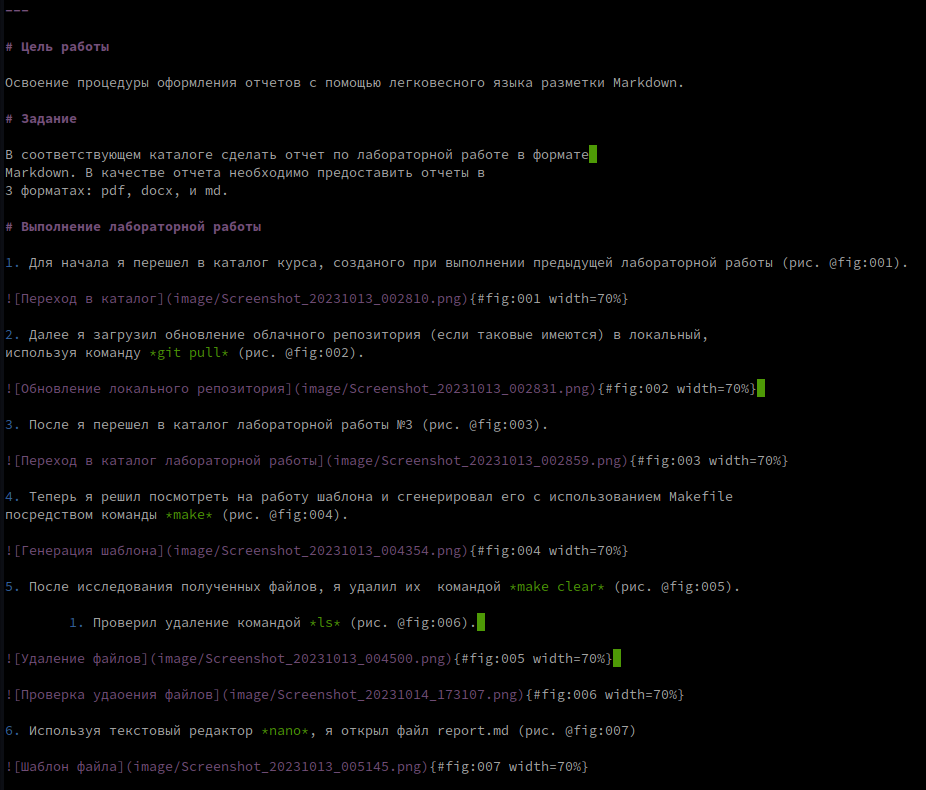 ---
# Цель работы
Освоение процедуры оформления отчетов с помощью легковесного языка разметки Markdown.
# Задание
В соответствующем каталоге сделать отчет по лабораторной работе в формате
Markdown. В качестве отчета необходимо предоставить отчеты в
3 форматах: pdf, docx, и md.
# Выполнение лабораторной работы
1. Для начала я перешел в каталог курса, созданого при выполнении предыдущей лабораторной работы (рис. @fig:001).
![Переход в каталог](image/Screenshot_20231013_002810.png){#fig:001 width=70%}
2. Далее я загрузил обновление облачного репозитория (если таковые имеются) в локальный,
используя команду *git pull* (рис. @fig:002).
![Обновление локального репозитория](image/Screenshot_20231013_002831.png){#fig:002 width=70%}
3. После я перешел в каталог лабораторной работы №3 (рис. @fig:003).
![Переход в каталог лабораторной работы](image/Screenshot_20231013_002859.png){#fig:003 width=70%}
4. Теперь я решил посмотреть на работу шаблона и сгенерировал его с использованием Makefile
посредством команды *make* (рис. @fig:004).
![Генерация шаблона](image/Screenshot_20231013_004354.png){#fig:004 width=70%}
5. После исследования полученных файлов, я удалил их  командой *make clear* (рис. @fig:005).
1. Проверил удаление командой *ls* (рис. @fig:006).
![Удаление файлов](image/Screenshot_20231013_004500.png){#fig:005 width=70%}
![Проверка удаоения файлов](image/Screenshot_20231014_173107.png){#fig:006 width=70%}
6. Используя текстовый редактор *nano*, я открыл файл report.md (рис. @fig:007)
![Шаблон файла](image/Screenshot_20231013_005145.png){#fig:007 width=70%}